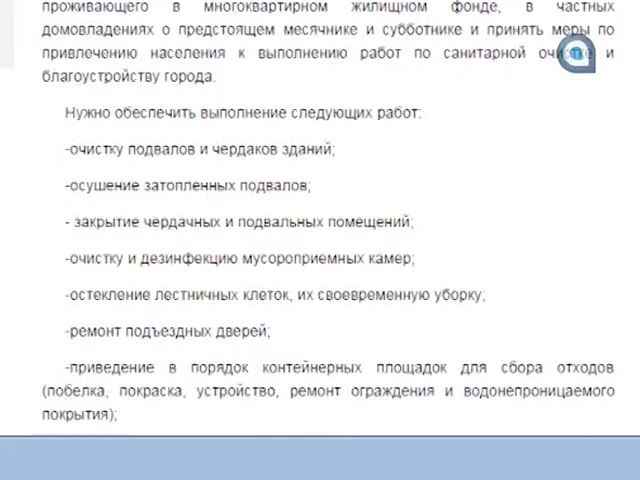 проживающего в многоквартирном жилищном фонде, в частных
домовладениях о предстоящем месячнике и субботнике и принять меры по
привлечению населения к выполнению работ по санитарной очистке и
благоустройству города.
Нужно обеспечить выполнение следующих работ:
-очистку подвалов и чердаков зданий;
-осушение затопленных подвалов;
- закрытие чердачных и подвальных помещений;
-очистку и дезинфекцию мусороприемных камер;
-остекление лестничных клеток, их своевременную уборку;
-ремонт подъездных дверей;
-приведение в порядок контейнерных площадок для сбора отходов
(побелка, покраска, устройство, ремонт ограждения и водонепроницаемого
покрытия);